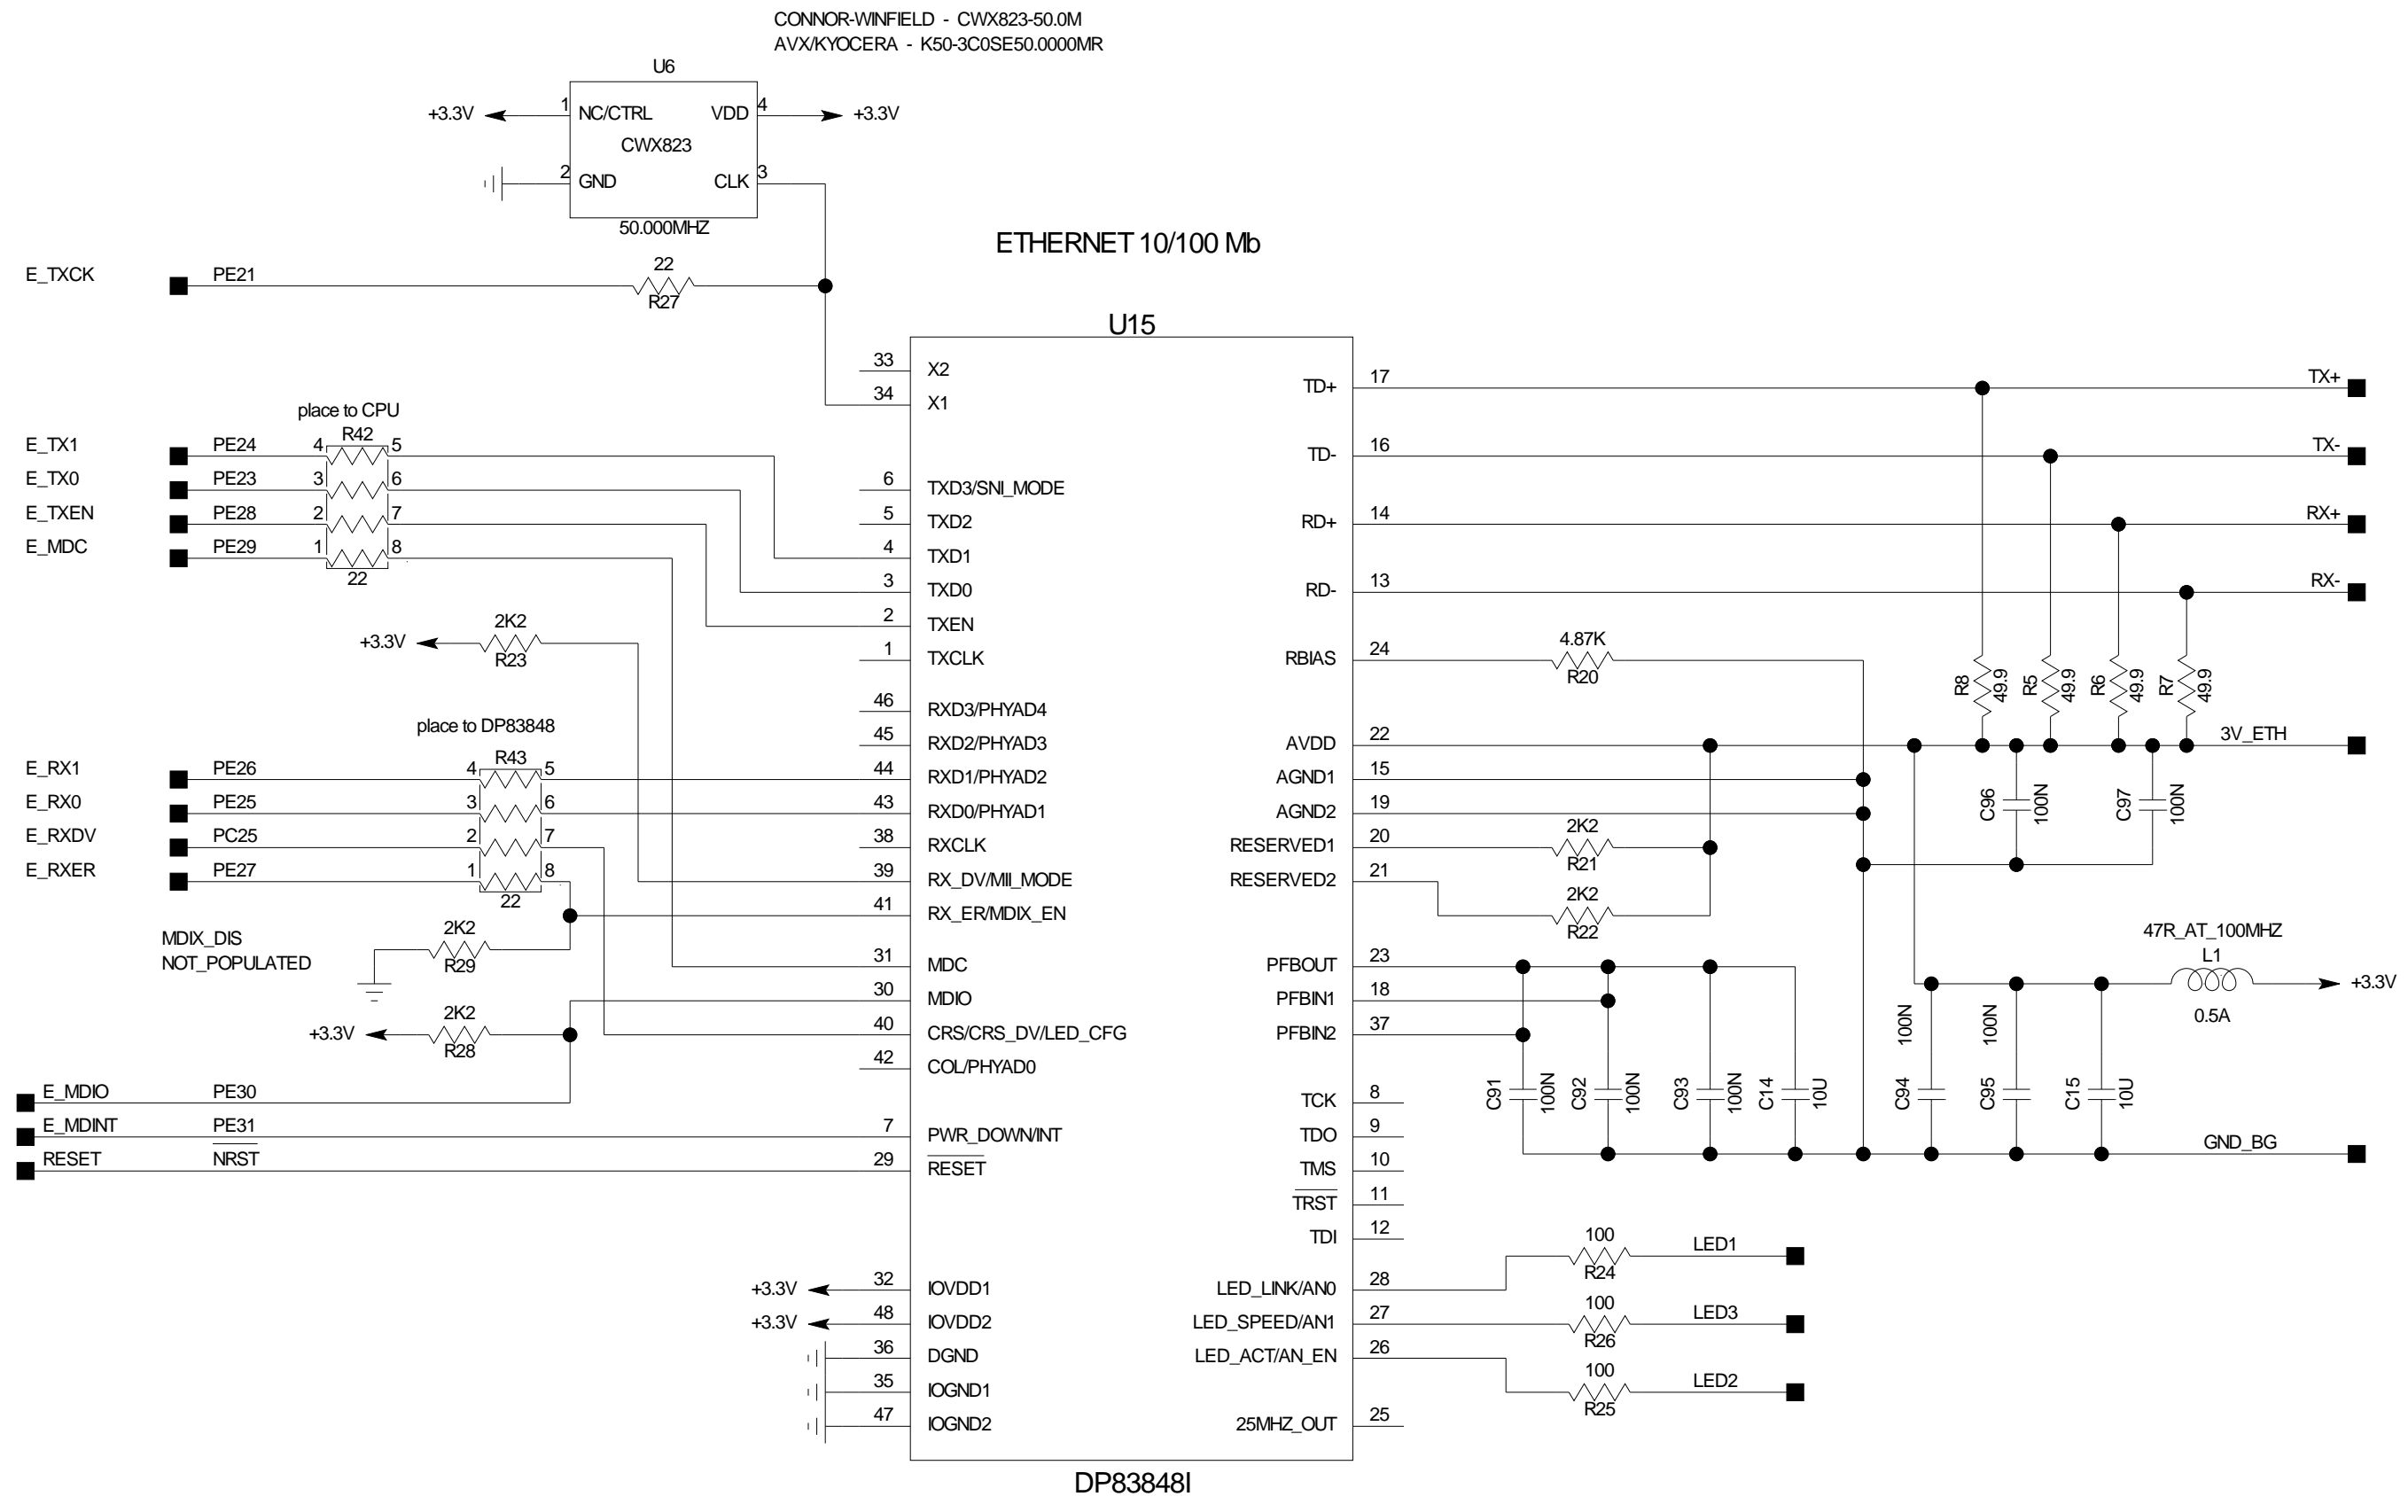 CONNOR-WINFIELD - CWX823-50.0M
AVX/KYOCERA - K50-3C0SE50.0000MR
U6
+3.3V 1 NC/CTRL VDD 4 +3.3V
CWX823
2 GND CLK 3
50.000MHZ
ETHERNET 10/100 Mb
E_TXCK PE21 22
R27
U15
33 X2
TD+ 17 TX+
34 X1
place to CPU
R42
E_TX1 PE24 4 5
TD- 16 TX-
E_TX0 PE23 3 6
6 TXD3/SNI_MODE
E_TXEN PE28 2 7
5 TXD2 RD+ 14 RX+
E_MDC PE29 1 8
22
4 TXD1
3 TXD0 RD- 13 RX-
2 TXEN
+3.3V 2K2
R23
1 TXCLK RBIAS 24 4.87K
R20
R8 49.9 R5 49.9 R6 49.9 R7 49.9
46 RXD3/PHYAD4
place to DP83848
45 RXD2/PHYAD3 AVDD 22 3V_ETH
R43
E_RX1 PE26 4 5 44 RXD1/PHYAD2 AGND1 15
E_RX0 PE25 3 6 43 RXD0/PHYAD1 AGND2 19
C96 100N C97 100N
E_RXDV PC25 2 7 38 RXCLK RESERVED1 20 2K2
R21
E_RXER PE27 1 8 39 RX_DV/MII_MODE RESERVED2 21
22
41 RX_ER/MDIX_EN 2K2
R22
MDIX_DIS 2K2
NOT_POPULATED R29
47R_AT_100MHZ
L1
31 MDC PFBOUT 23
+3.3V
0.5A
30 MDIO PFBIN1 18
+3.3V 2K2
R28
40 CRS/CRS_DV/LED_CFG PFBIN2 37
42 COL/PHYAD0
C91 100N C92 100N C93 100N C14 10U C94 100N C95 100N C15 10U
E_MDIO PE30
TCK 8
E_MDINT PE31 7 PWR_DOWN/INT TDO 9
GND_BG
RESET NRST 29 RESET TMS 10
TRST 11
TDI 12
100
R24
LED1
+3.3V 32 IOVDD1 LED_LINK/AN0 28
+3.3V 48 IOVDD2 LED_SPEED/AN1 27 100
R26
LED3
36 DGND LED_ACT/AN_EN 26
35 IOGND1 100
R25
LED2
47 IOGND2 25MHZ_OUT 25
DP83848I